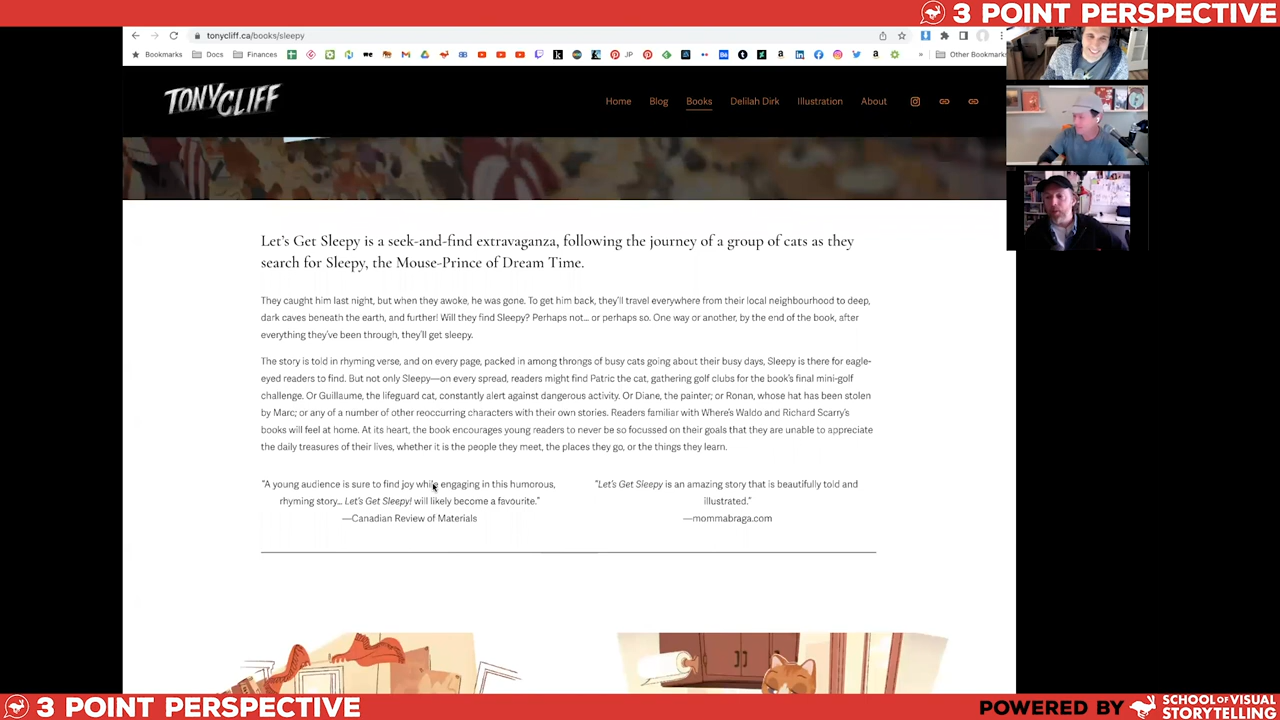 3 POINT PERSPECTIVE
tonycliff.ca/books/sleepy
Bookmarks Docs Finances JP » Other Bookmarks
TONY CLIFF
Home Blog Books Delilah Dirk Illustration About
Let's Get Sleepy is a seek-and-find extravaganza, following the journey of a group of cats as they
search for Sleepy, the Mouse-Prince of Dream Time.
They caught him last night, but when they awoke, he was gone. To get him back, they'll travel everywhere from their local neighbourhood to deep,
dark caves beneath the earth, and further! Will they find Sleepy? Perhaps not... or perhaps so. One way or another, by the end of the book, after
everything they've been through, they'll get sleepy.
The story is told in rhyming verse, and on every page, packed in among throngs of busy cats going about their busy days, Sleepy is there for eagle-
eyed readers to find. But not only Sleepy—on every spread, readers might find Patric the cat, gathering golf clubs for the book's final mini-golf
challenge. Or Guillaume, the lifeguard cat, constantly alert against dangerous activity. Or Diane, the painter; or Ronan, whose hat has been stolen
by Marc; or any of a number of other reoccurring characters with their own stories. Readers familiar with Where's Waldo and Richard Scarry's
books will feel at home. At its heart, the book encourages young readers to never be so focussed on their goals that they are unable to appreciate
the daily treasures of their lives, whether it is the people they meet, the places they go, or the things they learn.
"A young audience is sure to find joy while engaging in this humorous,
rhyming story... Let's Get Sleepy! will likely become a favourite."
—Canadian Review of Materials
"Let's Get Sleepy is an amazing story that is beautifully told and
illustrated."
—mommabraga.com
3 POINT PERSPECTIVE
POWERED BY
SCHOOL OF VISUAL
STORYTELLING